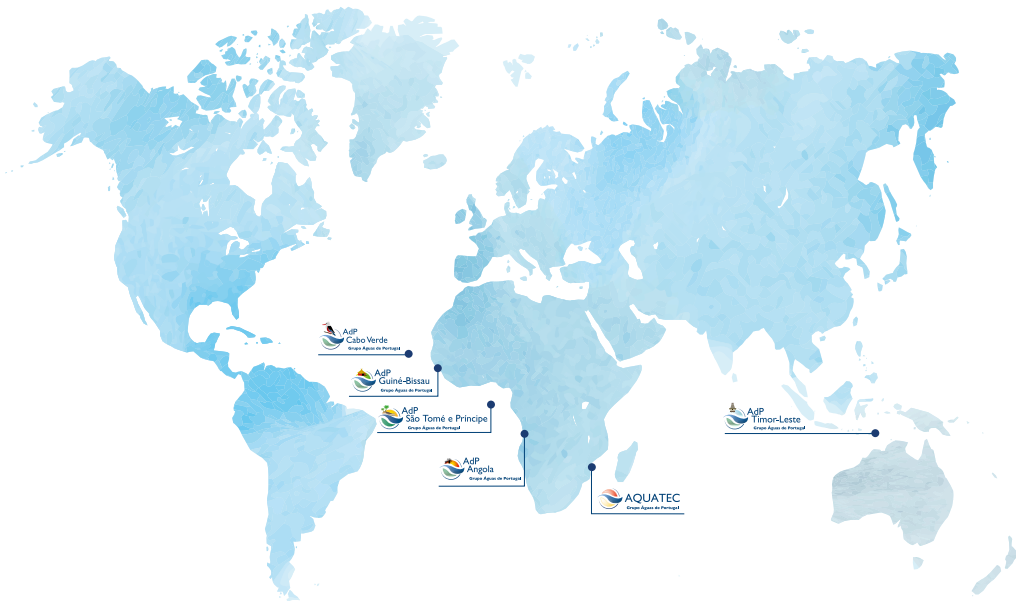 AdP
Cabo Verde
Grupo Águas de Portugal
AdP
Guiné-Bissau
Grupo Águas de Portugal
AdP
São Tomé e Príncipe
Grupo Águas de Portugal
AdP
Timor-Leste
Grupo Águas de Portugal
AdP
Angola
Grupo Águas de Portugal
AQUATEC
Grupo Águas de Portugal